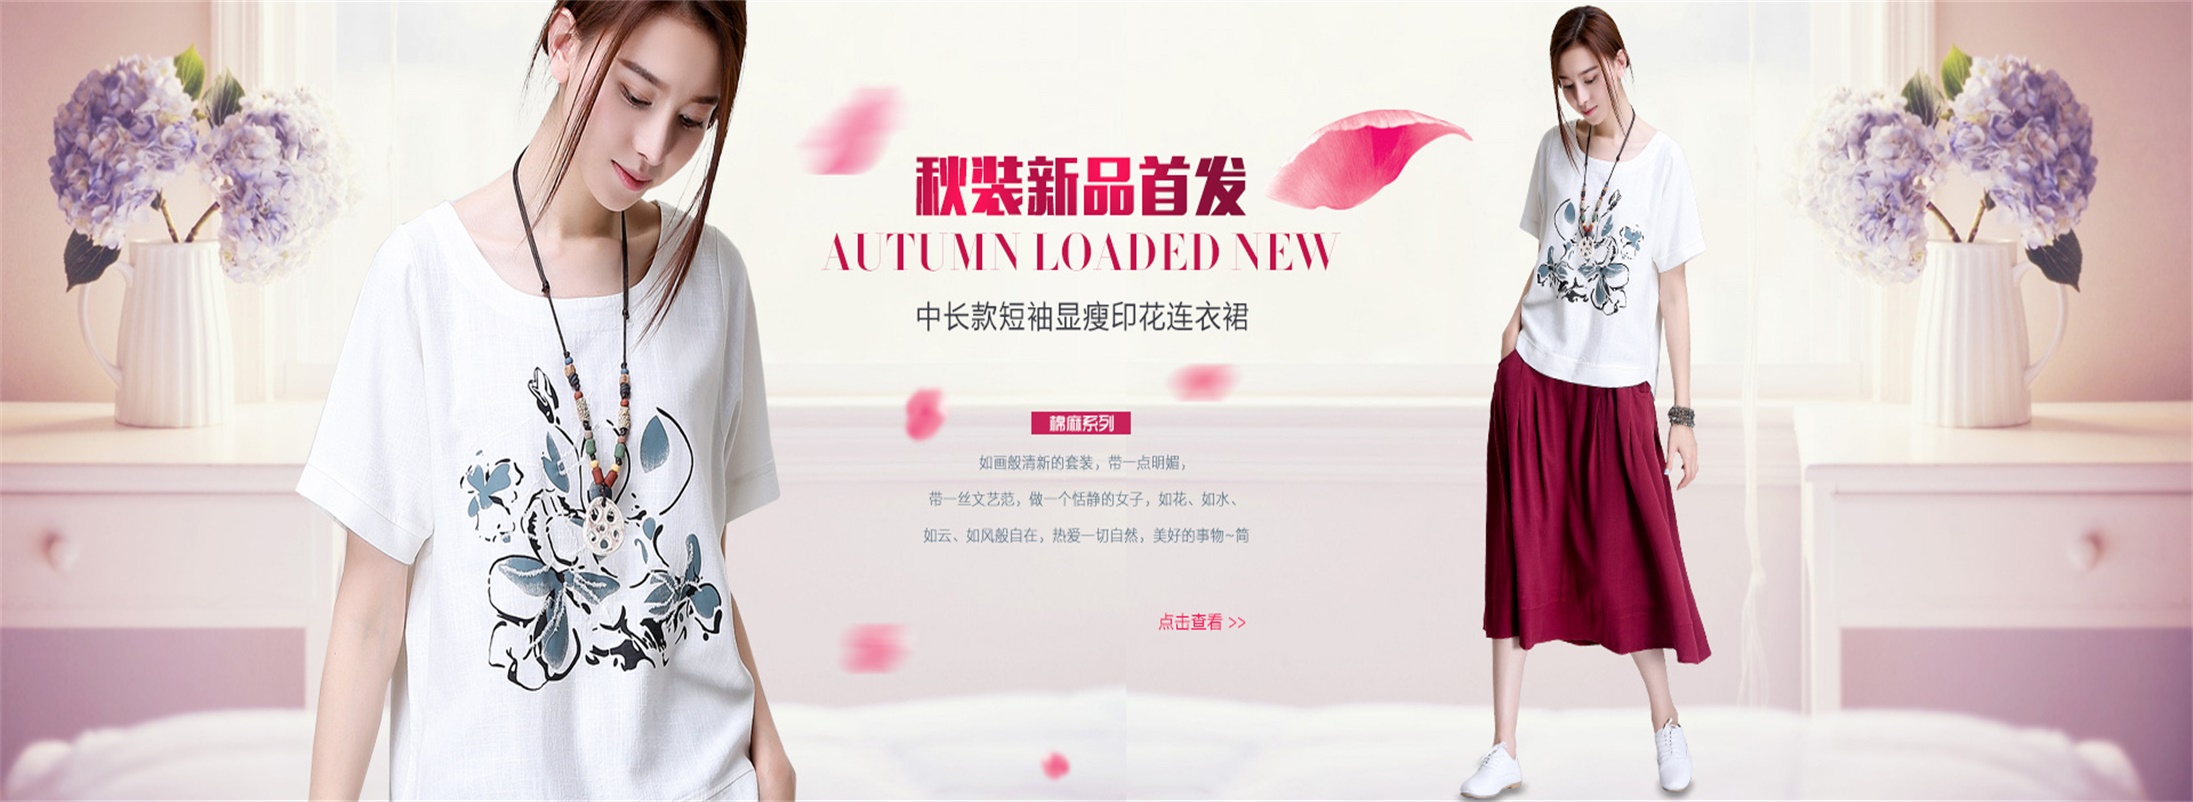 秋装新品首发
AUTUMN LOADED NEW
中长款短袖显瘦印花连衣裙
棉麻系列
如画般清新的套装，带一点明媚，
带一丝文艺范，做一个恬静的女子，如花、如水、
如云、如风般自在，热爱一切自然，美好的事物~简
点击查看 >>